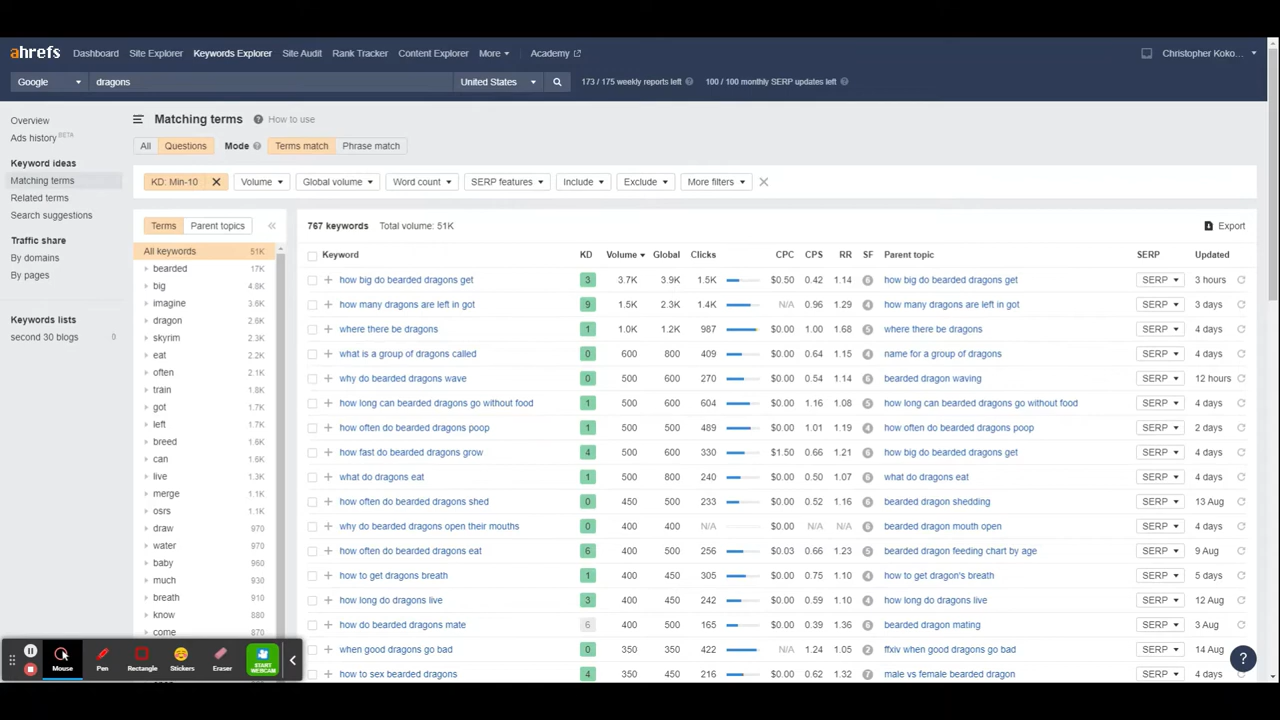 ahrefs Dashboard Site Explorer Keywords Explorer Site Audit Rank Tracker Content Explorer More Academy Christopher Koko...
Google dragons United States 173 / 175 weekly reports left 100 / 100 monthly SERP updates left
Overview
Ads history BETA
Keyword ideas
Matching terms
Related terms
Search suggestions
Traffic share
By domains
By pages
Keywords lists
second 30 blogs 0
Matching terms How to use
All Questions Mode Terms match Phrase match
KD: Min-10 Volume Global volume Word count SERP features Include Exclude More filters
Terms Parent topics
All keywords 51K
bearded 17K
big 4.8K
imagine 3.8K
dragon 2.6K
skyrim 2.3K
eat 2.2K
often 2.1K
train 1.8K
got 1.7K
left 1.7K
breed 1.6K
can 1.6K
live 1.3K
merge 1.1K
osrs 1.1K
draw 970
water 970
baby 960
much 930
breath 910
know 880
come 870
767 keywords Total volume: 51K Export
Keyword KD Volume Global Clicks CPC CPS RR SF Parent topic SERP Updated
how big do bearded dragons get 3 3.7K 3.9K 1.5K $0.50 0.42 1.14 6 how big do bearded dragons get SERP 3 hours
how many dragons are left in got 9 1.5K 2.3K 1.4K N/A 0.96 1.29 4 how many dragons are left in got SERP 3 days
where there be dragons 1 1.0K 1.2K 987 $0.00 1.00 1.68 5 where there be dragons SERP 4 days
what is a group of dragons called 0 600 800 409 $0.00 0.64 1.15 4 name for a group of dragons SERP 4 days
why do bearded dragons wave 0 500 600 270 $0.00 0.54 1.14 6 bearded dragon waving SERP 12 hours
how long can bearded dragons go without food 1 500 600 604 $0.00 1.16 1.08 5 how long can bearded dragons go without food SERP 4 days
how often do bearded dragons poop 1 500 500 489 $0.00 1.01 1.19 4 how often do bearded dragons poop SERP 2 days
how fast do bearded dragons grow 4 500 600 330 $1.50 0.66 1.21 6 how big do bearded dragons get SERP 4 days
what do dragons eat 1 500 800 240 $0.00 0.50 1.07 6 what do dragons eat SERP 4 days
how often do bearded dragons shed 0 450 500 233 $0.00 0.52 1.16 6 bearded dragon shedding SERP 13 Aug
why do bearded dragons open their mouths 0 400 400 N/A $0.00 N/A N/A 6 bearded dragon mouth open SERP 4 days
how often do bearded dragons eat 6 400 500 256 $0.03 0.66 1.23 5 bearded dragon feeding chart by age SERP 9 Aug
how to get dragons breath 1 400 450 305 $0.00 0.75 1.10 4 how to get dragon's breath SERP 5 days
how long do dragons live 3 400 450 242 $0.00 0.59 1.10 4 how long do dragons live SERP 12 Aug
how do bearded dragons mate 6 400 500 165 $0.00 0.39 1.36 6 bearded dragon mating SERP 3 Aug
when good dragons go bad 0 350 350 422 N/A 1.24 1.05 2 ffxiv when good dragons go bad SERP 14 Aug
how to sex bearded dragons 4 350 450 216 $0.00 0.62 1.32 7 male vs female bearded dragon SERP 4 days
Mouse Pen Rectangle Stickers Eraser START WEBCAM